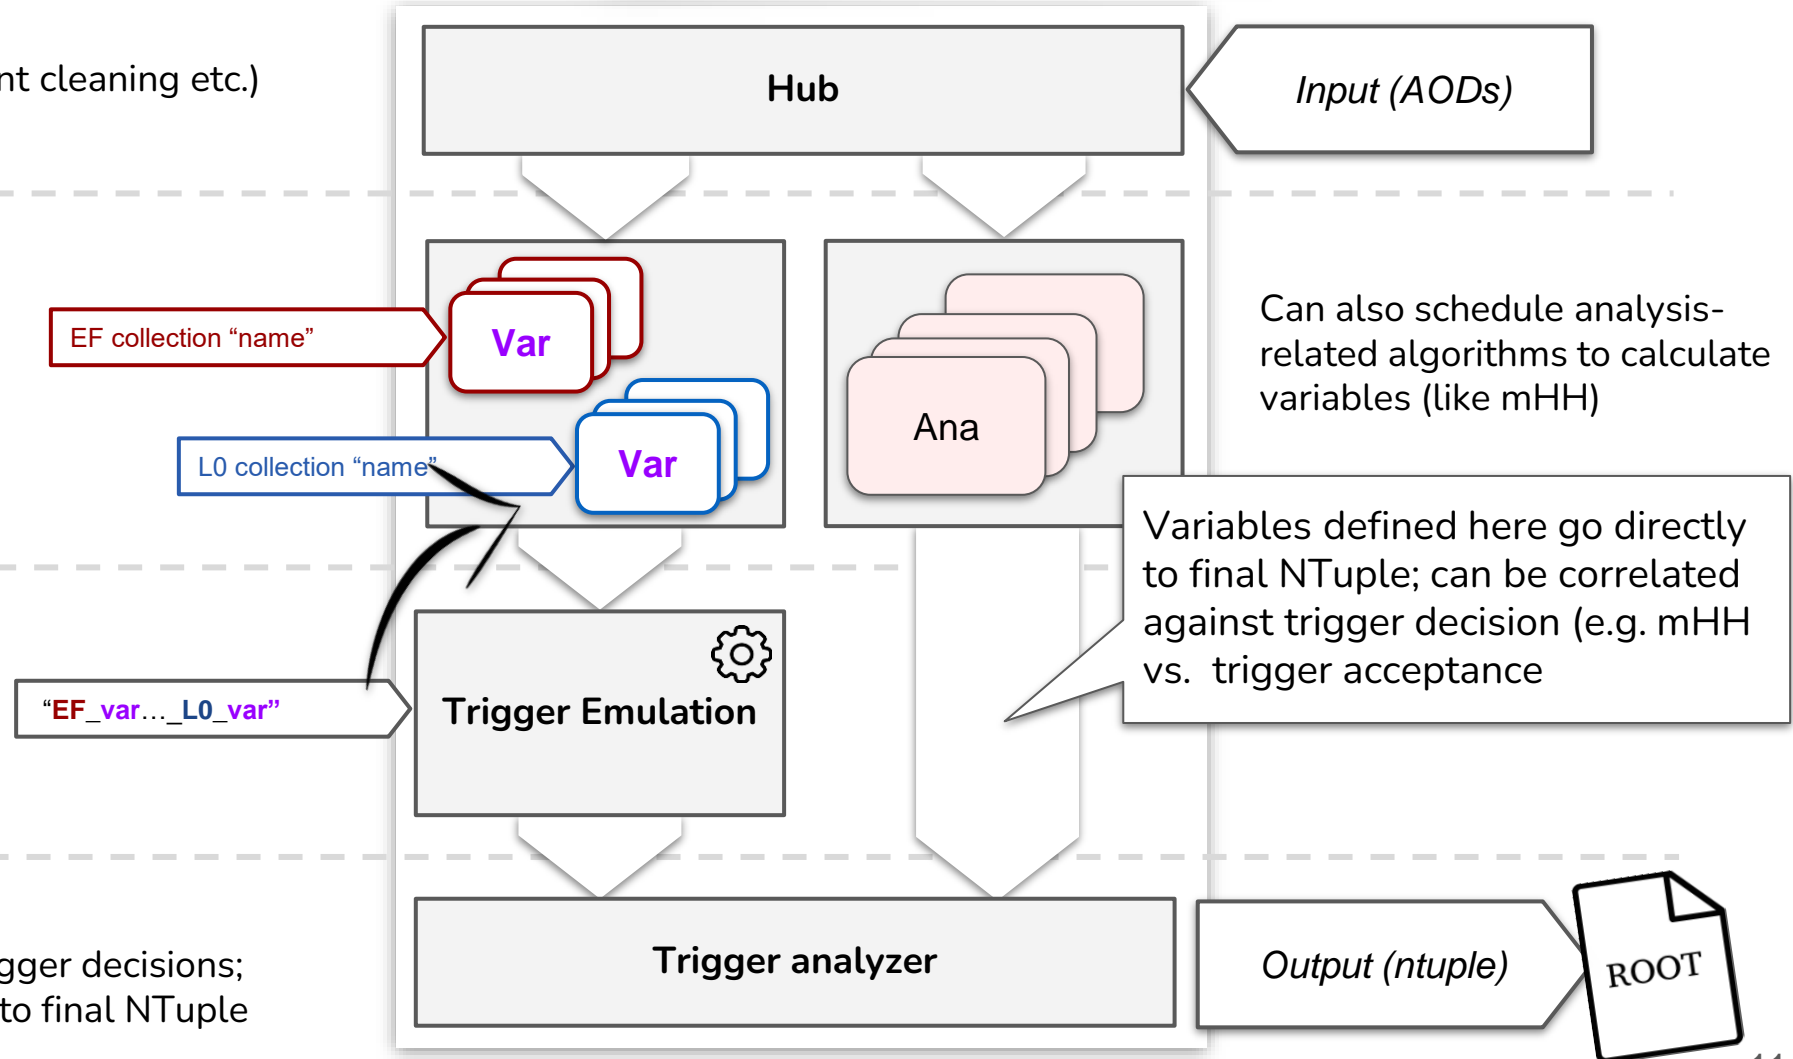 nt cleaning etc.)
Hub
Input (AODs)
EF collection “name”
Var
L0 collection “name”
Var
Ana
Can also schedule analysis-
related algorithms to calculate
variables (like mHH)
Variables defined here go directly
to final NTuple; can be correlated
against trigger decision (e.g. mHH
vs. trigger acceptance
“EF_var…_L0_var”
Trigger Emulation
gger decisions;
to final NTuple
Trigger analyzer
Output (ntuple)
ROOT